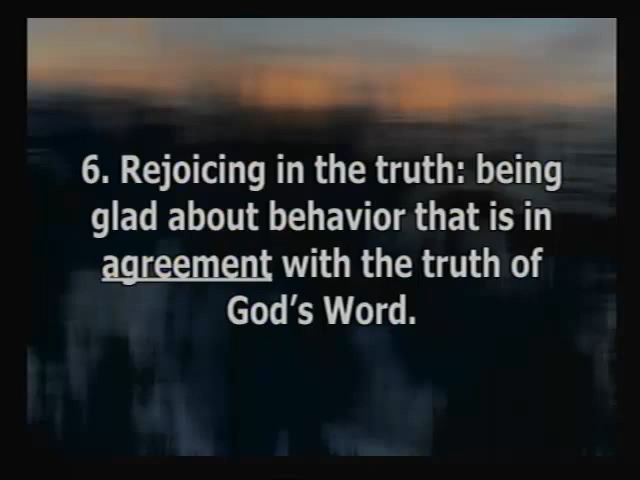 6. Rejoicing in the truth: being
glad about behavior that is in
agreement with the truth of
God's Word.